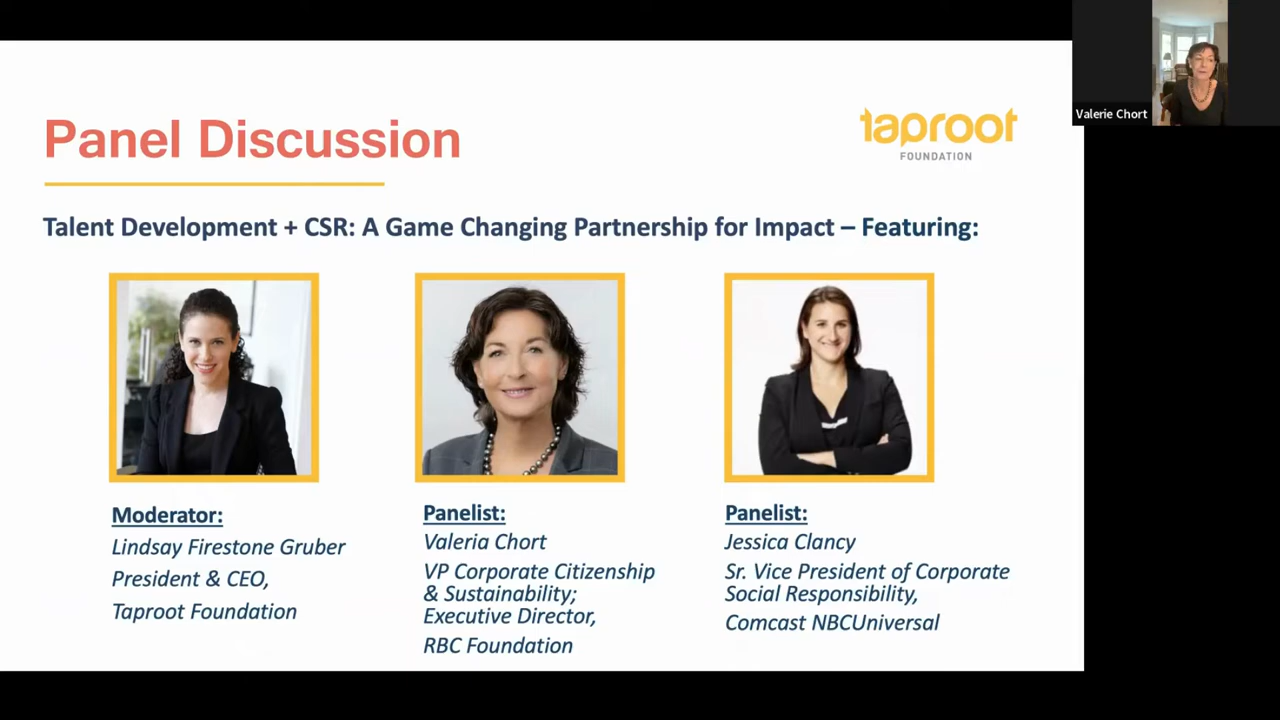 Panel Discussion
taproot
FOUNDATION
Valerie Chort
Talent Development + CSR: A Game Changing Partnership for Impact – Featuring:
Moderator:
Lindsay Firestone Gruber
President & CEO,
Taproot Foundation
Panelist:
Valeria Chort
VP Corporate Citizenship
& Sustainability;
Executive Director,
RBC Foundation
Panelist:
Jessica Clancy
Sr. Vice President of Corporate
Social Responsibility,
Comcast NBCUniversal